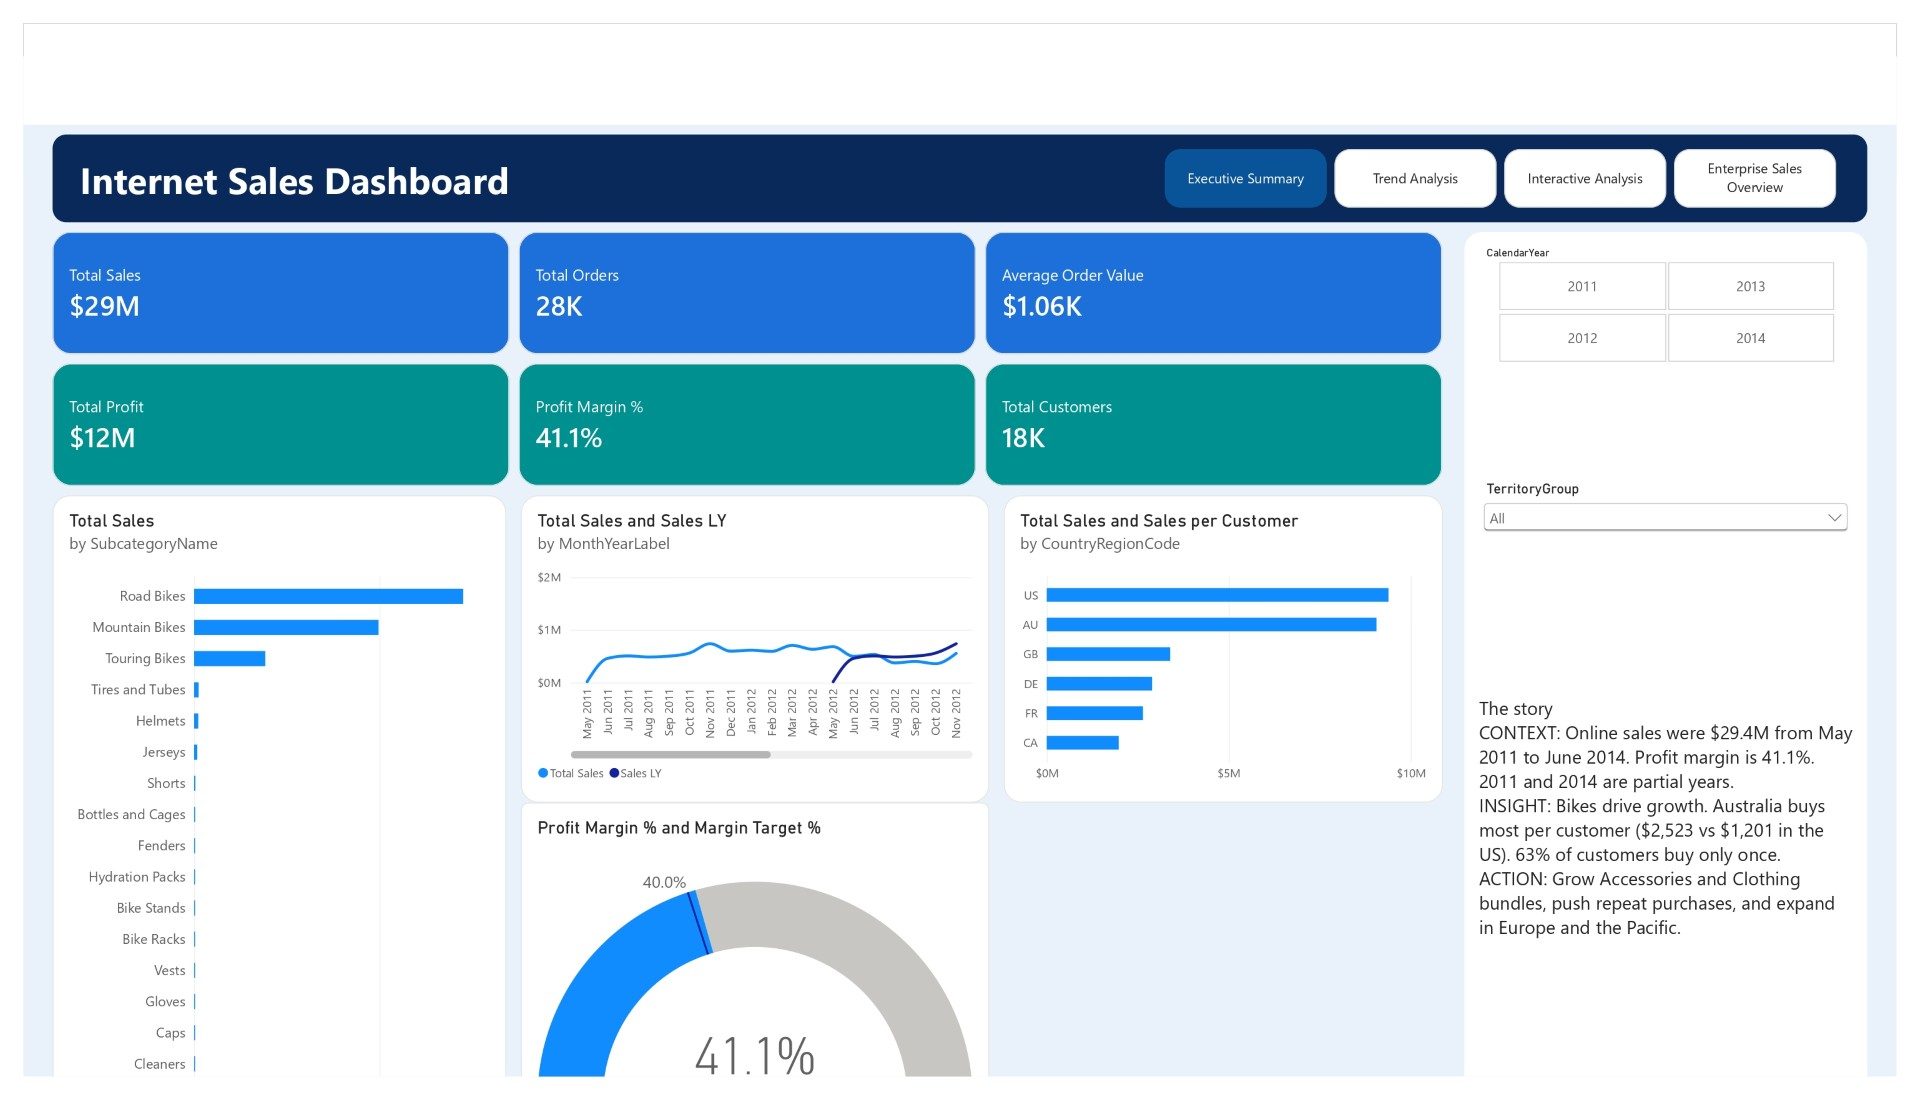 Internet Sales Dashboard
Executive Summary
Trend Analysis
Interactive Analysis
Enterprise Sales
Overview
Total Sales
$29M
Total Orders
28K
Average Order Value
$1.06K
Total Profit
$12M
Profit Margin %
41.1%
Total Customers
18K
CalendarYear
2011
2013
2012
2014
TerritoryGroup
All
Total Sales
by SubcategoryName
Road Bikes
Mountain Bikes
Touring Bikes
Tires and Tubes
Helmets
Jerseys
Shorts
Bottles and Cages
Fenders
Hydration Packs
Bike Stands
Bike Racks
Vests
Gloves
Caps
Cleaners
Total Sales and Sales LY
by MonthYearLabel
$2M
$1M
$0M
May 2011
Jun 2011
Jul 2011
Aug 2011
Sep 2011
Oct 2011
Nov 2011
Dec 2011
Jan 2012
Feb 2012
Mar 2012
Apr 2012
May 2012
Jun 2012
Jul 2012
Aug 2012
Sep 2012
Oct 2012
Nov 2012
Total Sales
Sales LY
Total Sales and Sales per Customer
by CountryRegionCode
US
AU
GB
DE
FR
CA
$0M
$5M
$10M
Profit Margin % and Margin Target %
40.0%
41.1%
The story
CONTEXT: Online sales were $29.4M from May
2011 to June 2014. Profit margin is 41.1%.
2011 and 2014 are partial years.
INSIGHT: Bikes drive growth. Australia buys
most per customer ($2,523 vs $1,201 in the
US). 63% of customers buy only once.
ACTION: Grow Accessories and Clothing
bundles, push repeat purchases, and expand
in Europe and the Pacific.